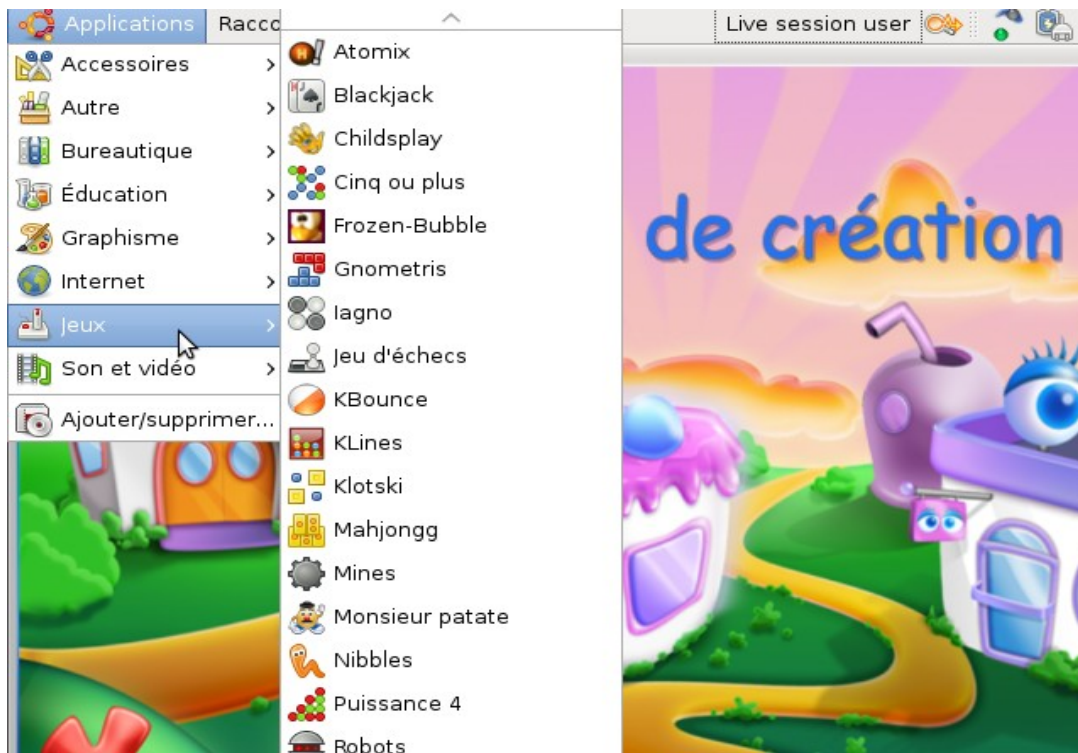 Applications Racco
Live session user
Accessoires
Autre
Bureautique
Éducation
Graphisme
Internet
Jeux
Son et vidéo
Ajouter/supprimer...
Atomix
Blackjack
Childsplay
Cinq ou plus
Frozen-Bubble
Gnometris
Iagno
Jeu d'échecs
KBounce
KLines
Klotski
Mahjongg
Mines
Monsieur patate
Nibbles
Puissance 4
Robots
de création